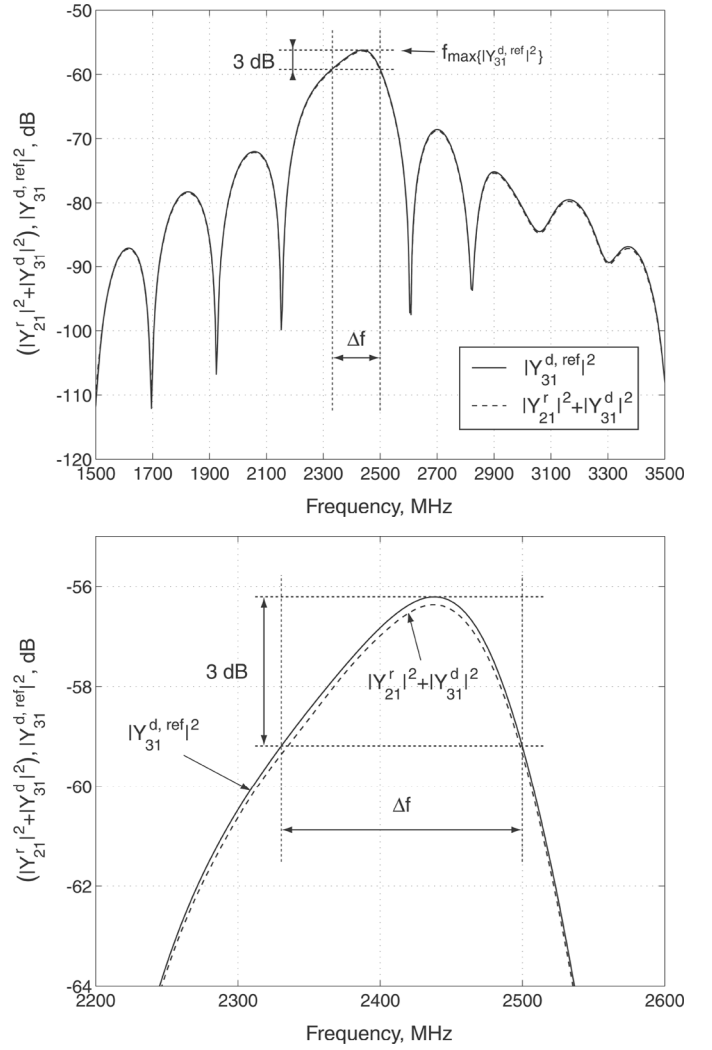 -50
-60
-70
-80
-90
-100
-110
-120
(|Y_21^r|^2+|Y_31^d|^2), |Y_31^{d, ref}|^2, dB
3 dB
f_max{|Y_31^{d, ref}|^2}
Δf
|Y_31^{d, ref}|^2
|Y_21^r|^2+|Y_31^d|^2
1500 1700 1900 2100 2300 2500 2700 2900 3100 3300 3500
Frequency, MHz
-56
-58
-60
-62
-64
(|Y_21^r|^2+|Y_31^d|^2), |Y_31^{d, ref}|^2, dB
3 dB
|Y_21^r|^2+|Y_31^d|^2
|Y_31^{d, ref}|^2
Δf
2200 2300 2400 2500 2600
Frequency, MHz